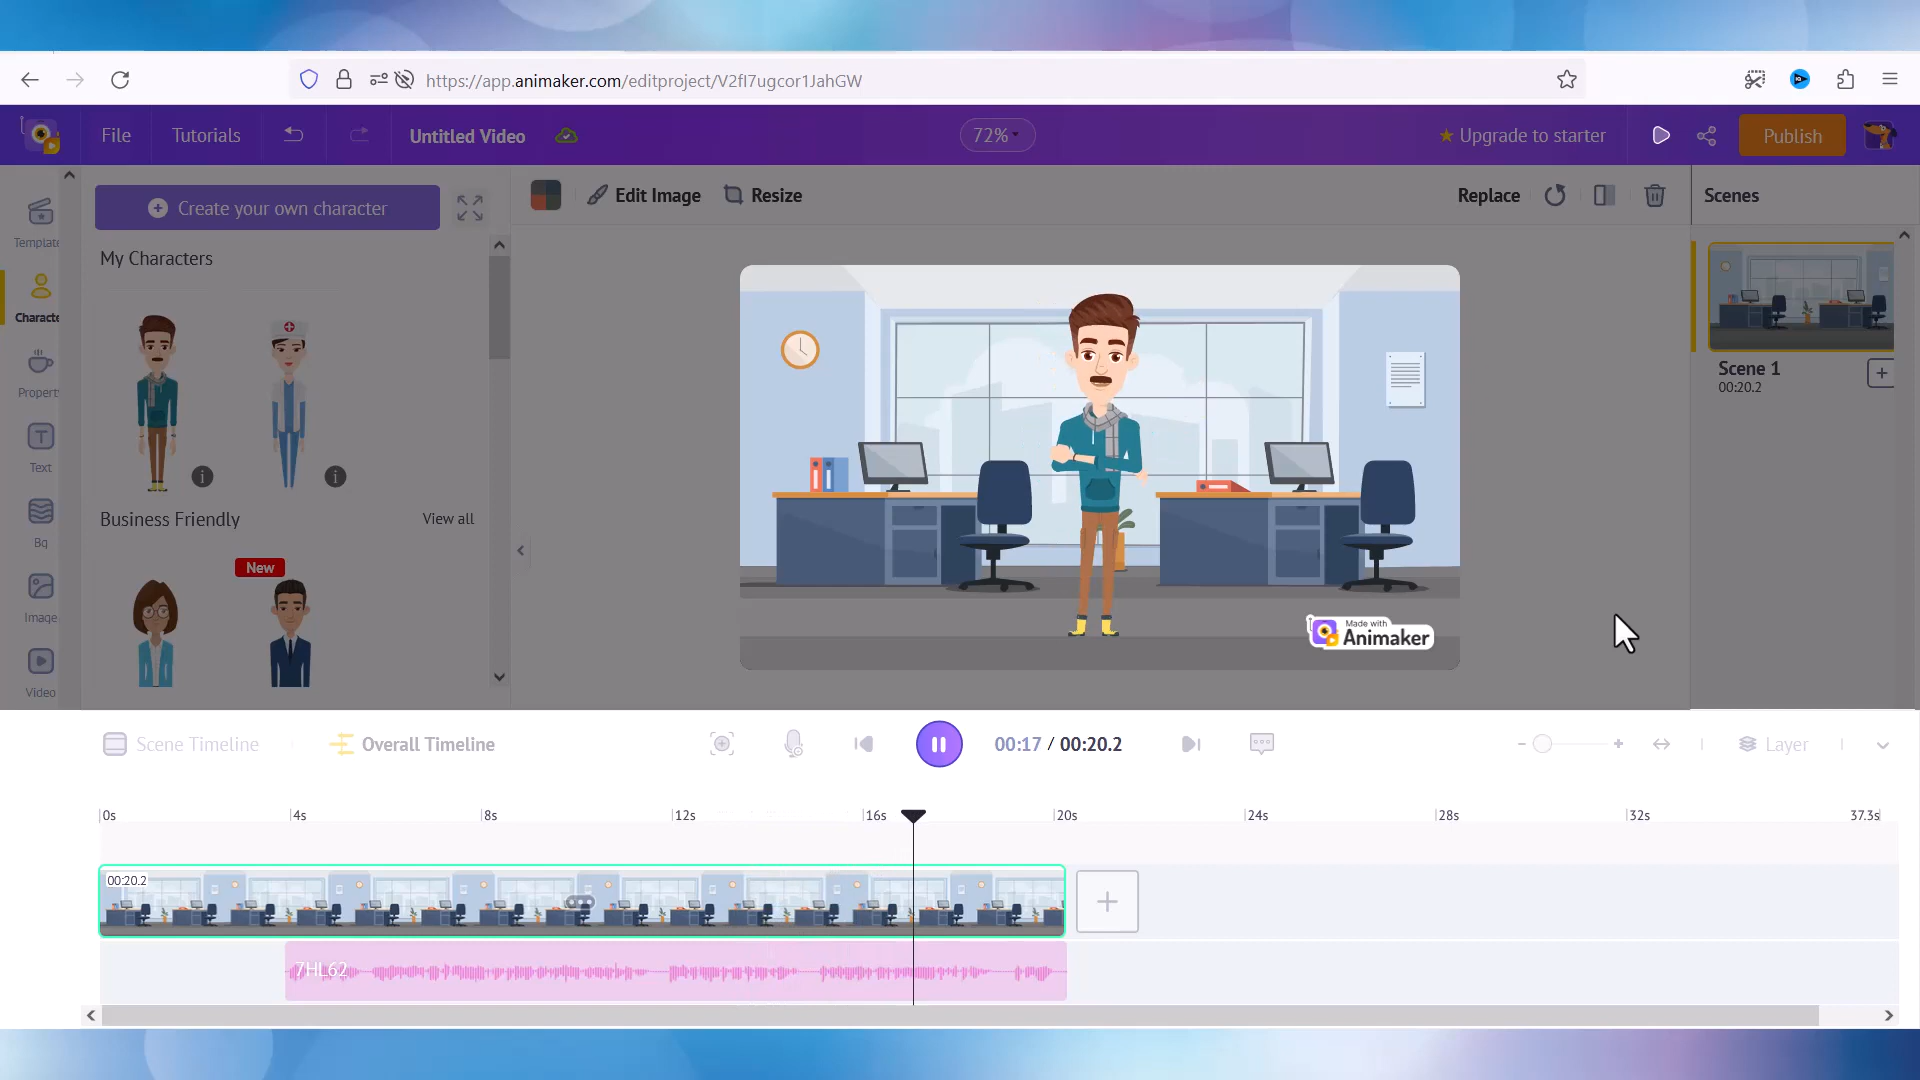 https://app.animaker.com/editproject/V2fI7ugcor1JahGW
File
Tutorials
Untitled Video
72%
Upgrade to starter
Publish
Create your own character
Edit Image
Resize
Replace
Scenes
Template
My Characters
Characte
Scene 1
00:20.2
Property
Text
Business Friendly
View all
Bg
New
Image
Made with
Animaker
Video
Scene Timeline
Overall Timeline
00:17 / 00:20.2
Layer
0s
4s
8s
12s
16s
20s
24s
28s
32s
37.3s
00:20.2
7HL62